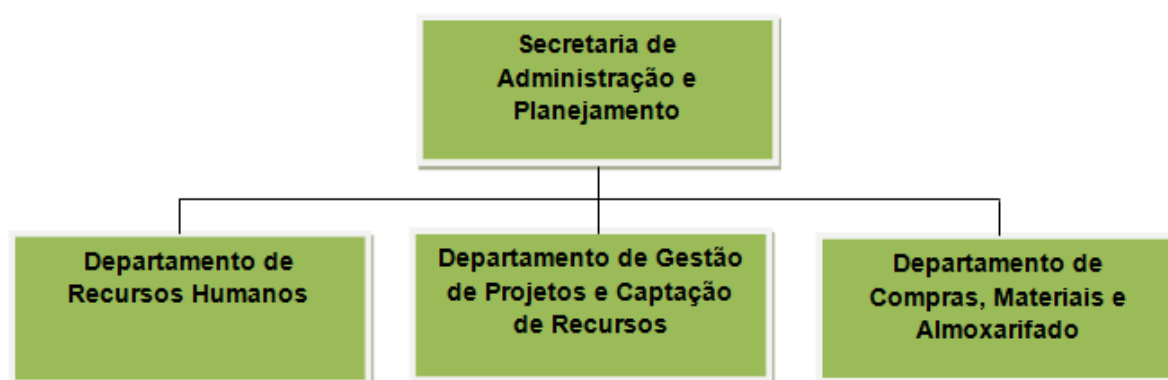 Secretaria de
Administração e
Planejamento
Departamento de
Recursos Humanos
Departamento de Gestão
de Projetos e Captação
de Recursos
Departamento de
Compras, Materiais e
Almoxarifado